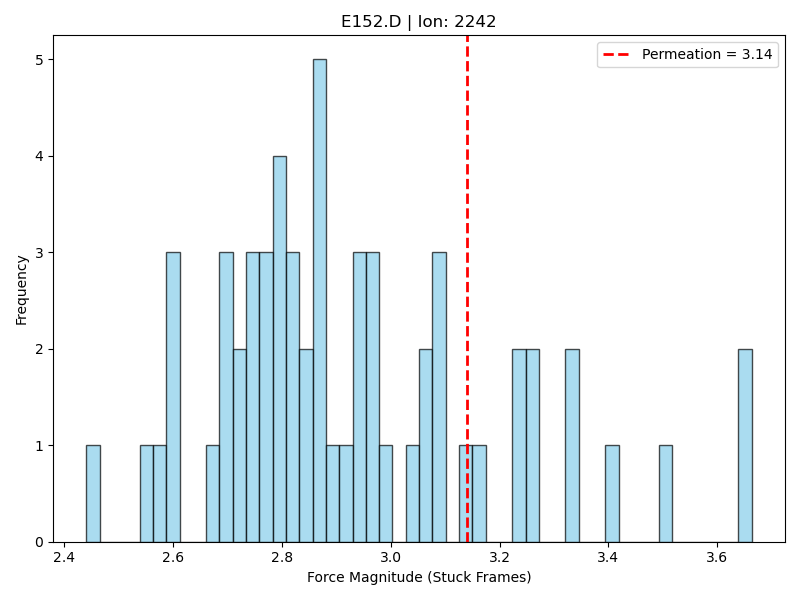 E152.D | Ion: 2242
Permeation = 3.14
Frequency
5
4
3
2
1
0
2.4 2.6 2.8 3.0 3.2 3.4 3.6
Force Magnitude (Stuck Frames)